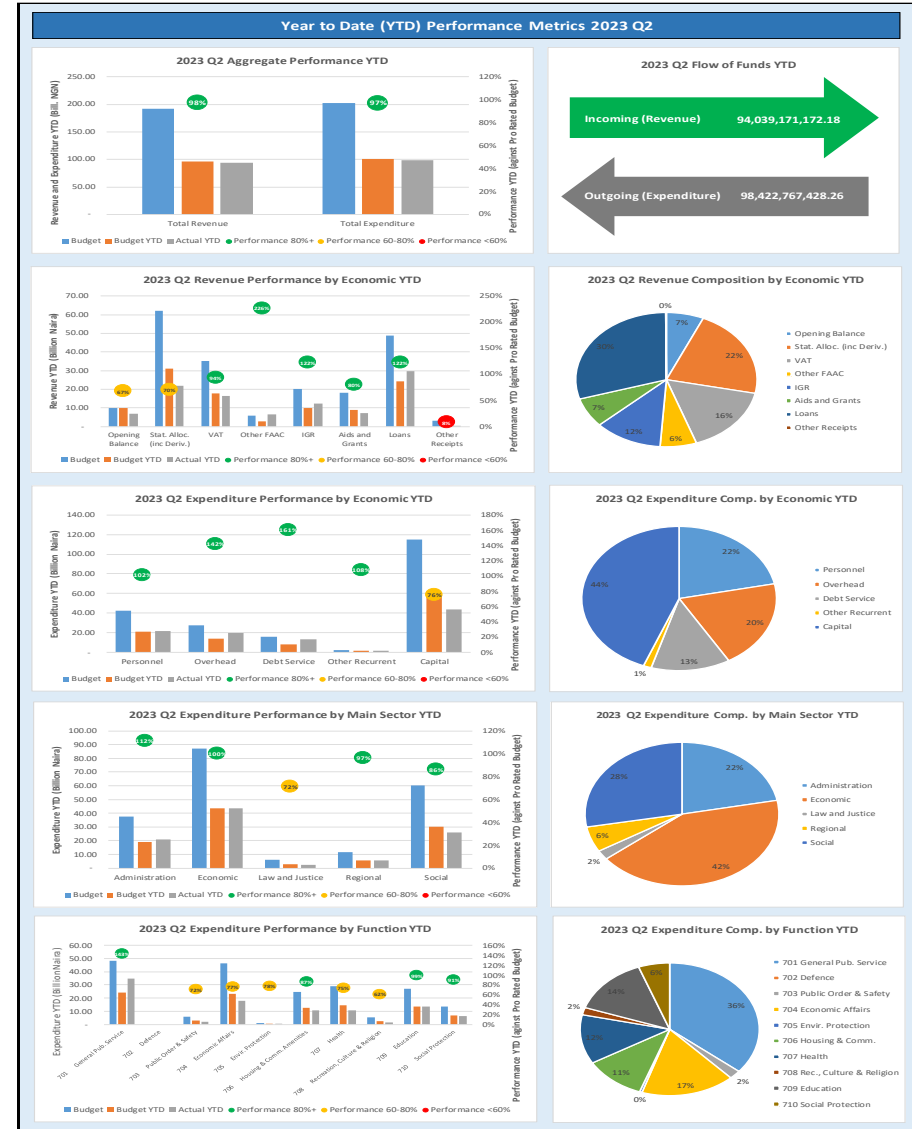 Year to Date (YTD) Performance Metrics 2023 Q2
2023 Q2 Aggregate Performance YTD
Revenue and Expenditure YTD (Bill, NGN)
250.00
200.00
150.00
100.00
50.00
-
120%
100%
80%
60%
40%
20%
0%
Performance YTD (aginst Pro Rated Budget)
98%
97%
Total Revenue
Total Expenditure
Budget
Budget YTD
Actual YTD
Performance 80%+
Performance 60-80%
Performance <60%
2023 Q2 Flow of Funds YTD
Incoming (Revenue) 94,039,171,172.18
Outgoing (Expenditure) 98,422,767,428.26
2023 Q2 Revenue Performance by Economic YTD
Revenue YTD (Billion Naira)
70.00
60.00
50.00
40.00
30.00
20.00
10.00
-
250%
200%
150%
100%
50%
0%
Performance YTD (aginst Pro Rated Budget)
67%
70%
94%
226%
122%
80%
122%
8%
Opening Balance
Stat. Alloc. (inc Deriv.)
VAT
Other FAAC
IGR
Aids and Grants
Loans
Other Receipts
Budget
Budget YTD
Actual YTD
Performance 80%+
Performance 60-80%
Performance <60%
2023 Q2 Revenue Composition by Economic YTD
0%
7%
22%
16%
6%
12%
7%
Opening Balance
Stat. Alloc. (inc Deriv.)
VAT
Other FAAC
IGR
Aids and Grants
Loans
Other Receipts
2023 Q2 Expenditure Performance by Economic YTD
Expenditure YTD (Billion Naira)
140.00
120.00
100.00
80.00
60.00
40.00
20.00
-
180%
160%
140%
120%
100%
80%
60%
40%
20%
0%
Performance YTD (aginst Pro Rated Budget)
102%
142%
161%
108%
76%
Personnel
Overhead
Debt Service
Other Recurrent
Capital
Budget
Budget YTD
Actual YTD
Performance 80%+
Performance 60-80%
Performance <60%
2023 Q2 Expenditure Comp. by Economic YTD
22%
20%
13%
1%
44%
Personnel
Overhead
Debt Service
Other Recurrent
Capital
2023 Q2 Expenditure Performance by Main Sector YTD
Expenditure YTD (Billion Naira)
100.00
90.00
80.00
70.00
60.00
50.00
40.00
30.00
20.00
10.00
-
120%
100%
80%
60%
40%
20%
0%
Performance YTD (aginst Pro Rated Budget)
112%
100%
72%
97%
86%
Administration
Economic
Law and Justice
Regional
Social
Budget
Budget YTD
Actual YTD
Performance 80%+
Performance 60-80%
Performance <60%
2023 Q2 Expenditure Comp. by Main Sector YTD
22%
42%
2%
6%
28%
Administration
Economic
Law and Justice
Regional
Social
2023 Q2 Expenditure Performance by Function YTD
Expenditure YTD (Billion Naira)
60.00
50.00
40.00
30.00
20.00
10.00
-
160%
140%
120%
100%
80%
60%
40%
20%
0%
Performance YTD (aginst Pro Rated Budget)
143%
72%
77%
78%
87%
75%
62%
99%
93%
701 General Pub. Service
702 Defence
703 Public Order & Safety
704 Economic Affairs
705 Envir. Protection
706 Housing & Comm. Amenities
707 Health
708 Recreation, Culture & Religion
709 Education
710 Social Protection
Budget
Budget YTD
Actual YTD
Performance 80%+
Performance 60-80%
Performance <60%
2023 Q2 Expenditure Comp. by Function YTD
36%
2%
17%
0%
11%
12%
2%
14%
6%
701 General Pub. Service
702 Defence
703 Public Order & Safety
704 Economic Affairs
705 Envir. Protection
706 Housing & Comm.
707 Health
708 Rec., Culture & Religion
709 Education
710 Social Protection